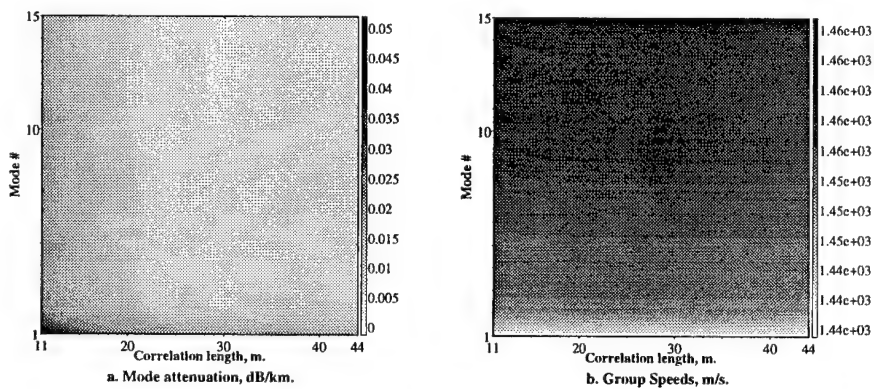 15
10
1
Mode #
11
20
30
40
44
Correlation length, m.
0.05
0.045
0.04
0.035
0.03
0.025
0.02
0.015
0.01
0.005
0
a. Mode attenuation, dB/km.
15
10
1
Mode #
11
20
30
40
44
Correlation length, m.
1.46e+03
1.46e+03
1.46e+03
1.46e+03
1.46e+03
1.46e+03
1.45e+03
1.45e+03
1.44e+03
1.44e+03
1.44e+03
b. Group Speeds, m/s.